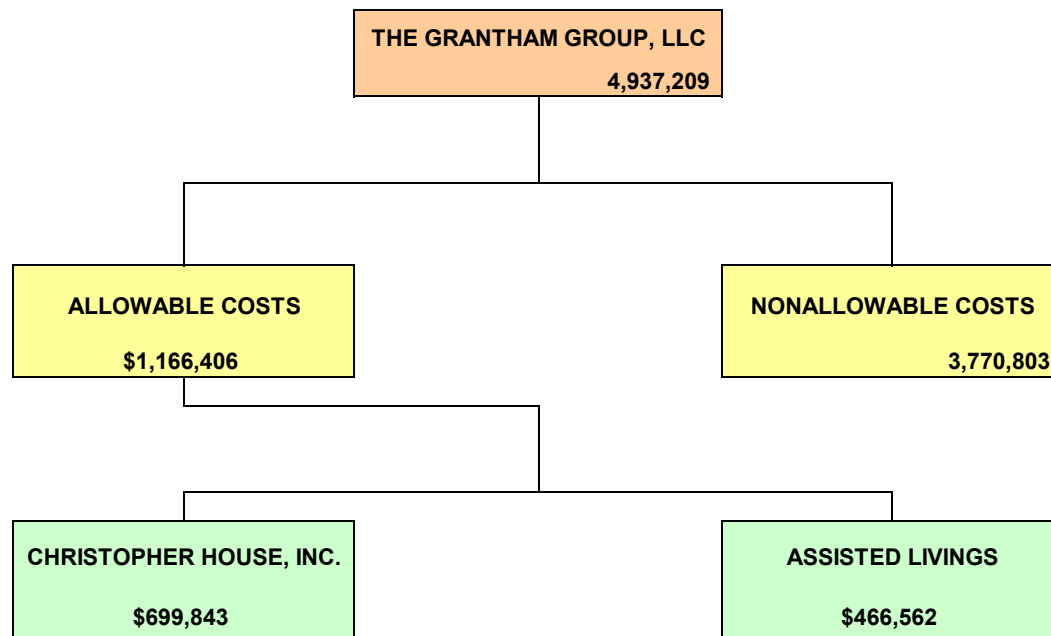 THE GRANTHAM GROUP, LLC
4,937,209
ALLOWABLE COSTS
$1,166,406
NONALLOWABLE COSTS
3,770,803
CHRISTOPHER HOUSE, INC.
$699,843
ASSISTED LIVINGS
$466,562